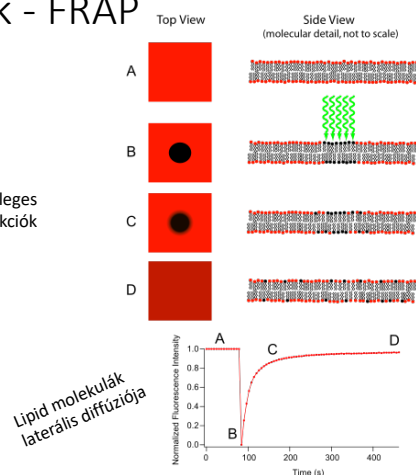 k - FRAP
Top View
Side View
(molecular detail, not to scale)
A
B
leges
kciók
C
D
Lipid molekulák
laterális diffúziója
Normalized Fluorescence Intensity
1.0
0.8
0.6
0.4
0.2
0.0
A
B
C
D
0
100
200
300
400
Time (s)